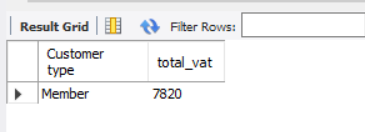 Result Grid Filter Rows:
Customer
type total_vat
Member 7820